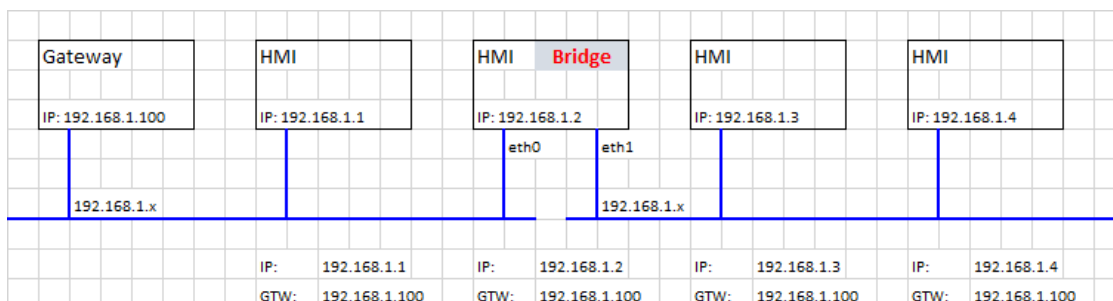 Gateway HMI HMI Bridge HMI HMI
IP: 192.168.1.100 IP: 192.168.1.1 IP: 192.168.1.2 IP: 192.168.1.3 IP: 192.168.1.4
eth0 eth1
192.168.1.x 192.168.1.x
IP: 192.168.1.1 IP: 192.168.1.2 IP: 192.168.1.3 IP: 192.168.1.4
GTW: 192.168.1.100 GTW: 192.168.1.100 GTW: 192.168.1.100 GTW: 192.168.1.100